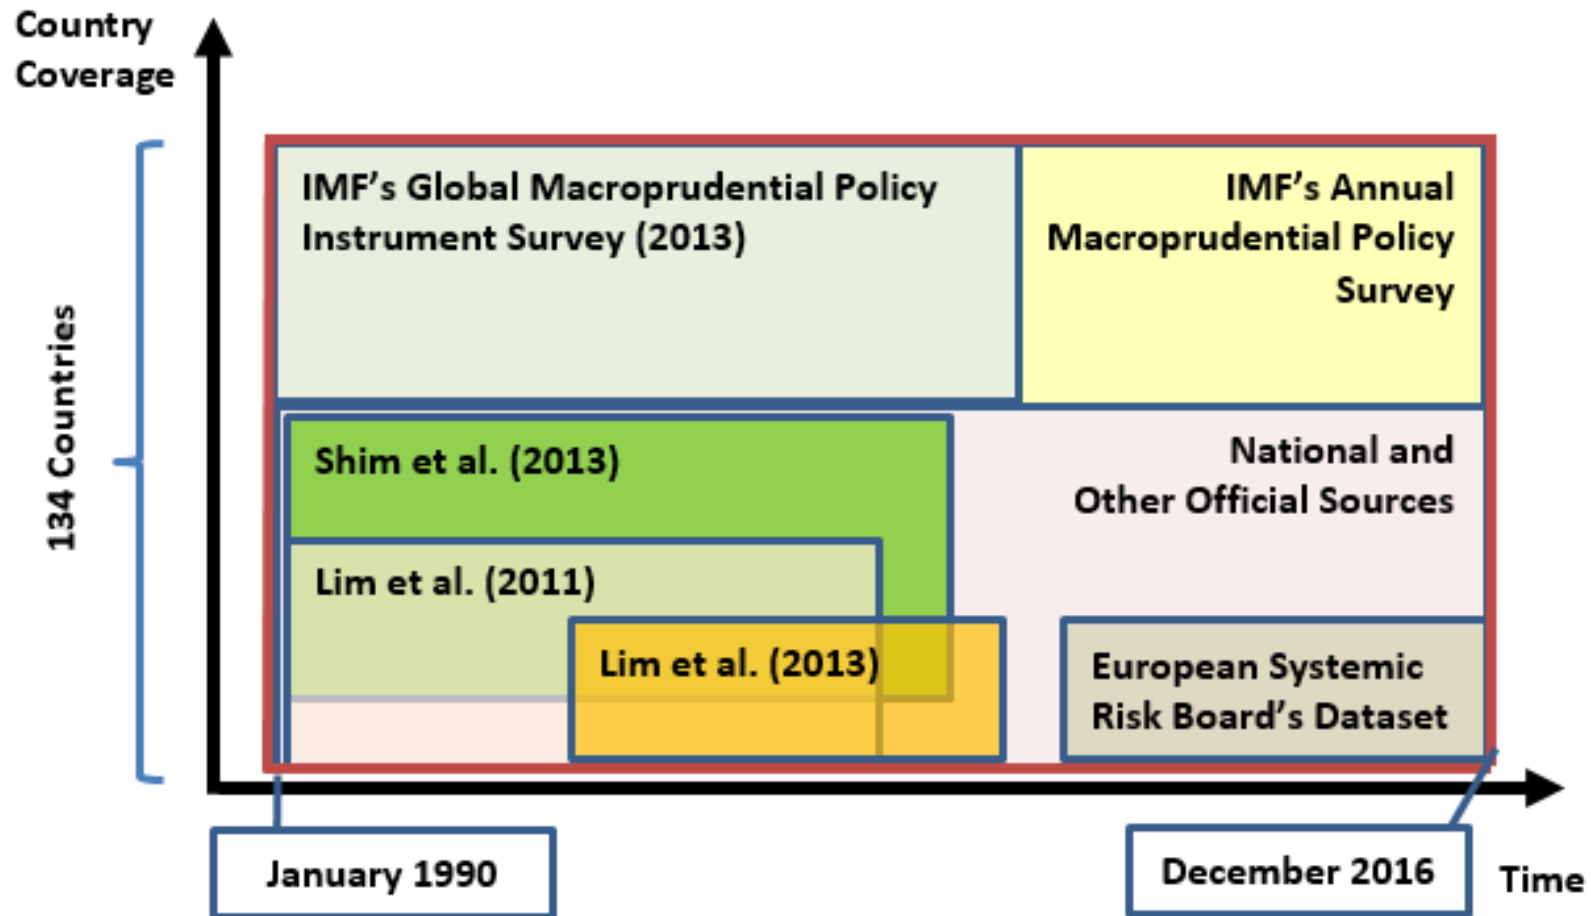 Country
Coverage
IMF's Global Macroprudential Policy
Instrument Survey (2013)
IMF's Annual
Macroprudential Policy
Survey
134 Countries
Shim et al. (2013)
National and
Other Official Sources
Lim et al. (2011)
Lim et al. (2013)
European Systemic
Risk Board's Dataset
January 1990
December 2016
Time